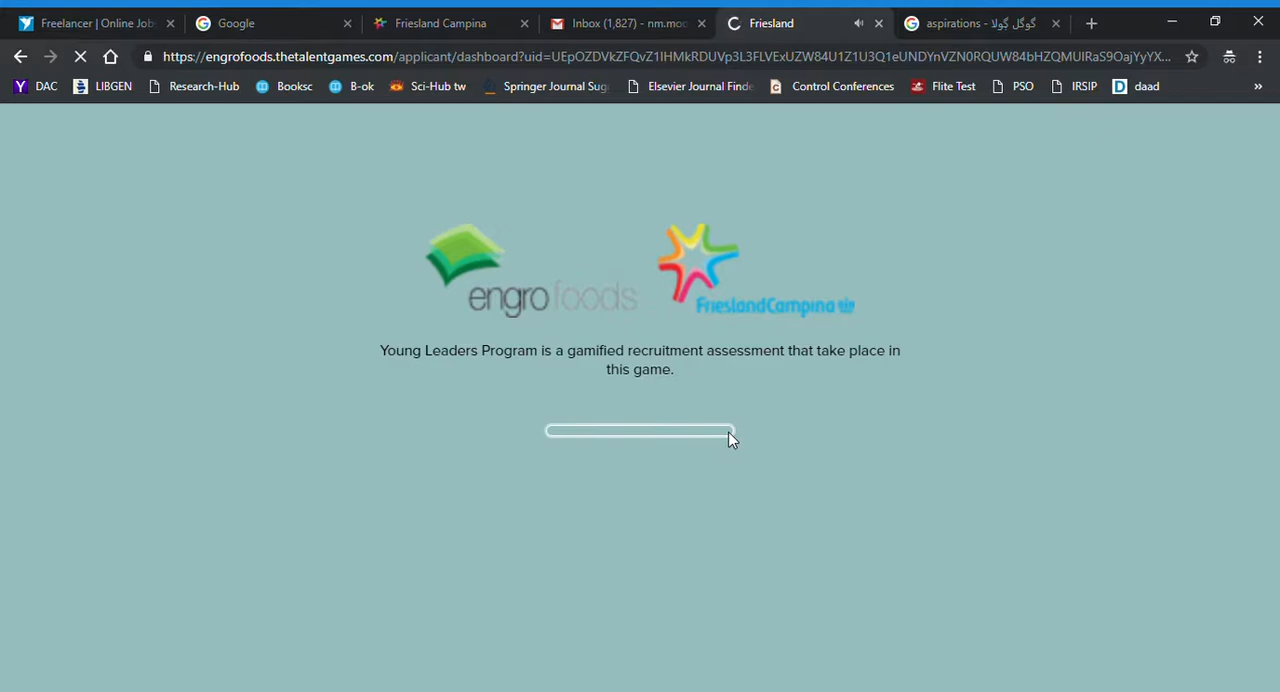 Freelancer | Online Jobs
Google
Friesland Campina
Inbox (1,827) - nm.moo
Friesland
aspirations - گوگل گولا
https://engrofoods.thetalentgames.com/applicant/dashboard?uid=UEpOZDVkZFQvZ1lHMkRDUVp3L3FLVExUZW84U1Z1U3Q1eUNDYnVZN0RQUW84bHZQMUlRaS9OajYyYX...
DAC
LIBGEN
Research-Hub
Booksc
B-ok
Sci-Hub tw
Springer Journal Sug
Elsevier Journal Finde
Control Conferences
Flite Test
PSO
IRSIP
daad
engrofoods
FrieslandCampina
Young Leaders Program is a gamified recruitment assessment that take place in
this game.